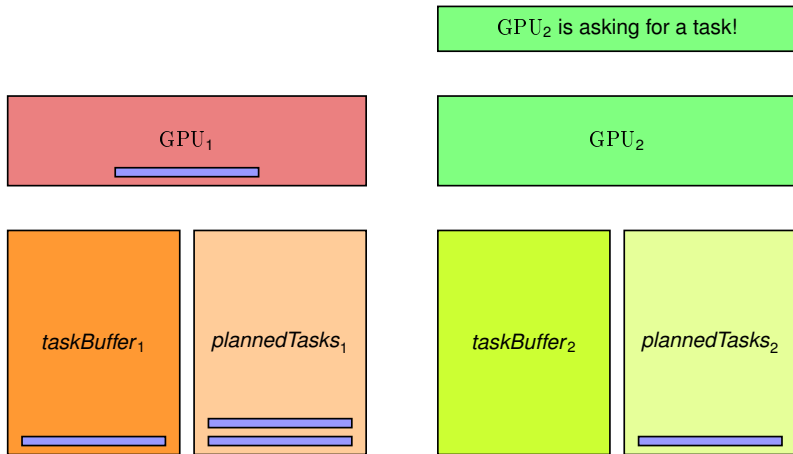 GPU₂ is asking for a task!
GPU₁
GPU₂
taskBuffer₁
plannedTasks₁
taskBuffer₂
plannedTasks₂